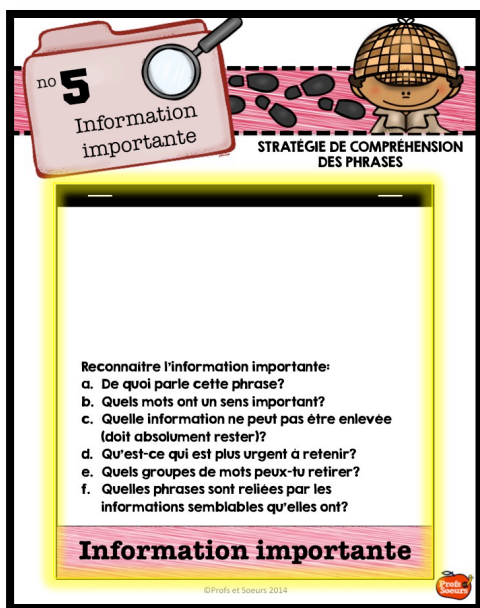 no 5
Information
importante
STRATÉGIE DE COMPRÉHENSION
DES PHRASES
Reconnaître l'information importante:
a. De quoi parle cette phrase?
b. Quels mots ont un sens important?
c. Quelle information ne peut pas être enlevée
(doit absolument rester)?
d. Qu'est-ce qui est plus urgent à retenir?
e. Quels groupes de mots peux-tu retirer?
f. Quelles phrases sont reliées par les
informations semblables qu'elles ont?
Information importante
©Profs et Soeurs 2014
Profs et
Soeurs